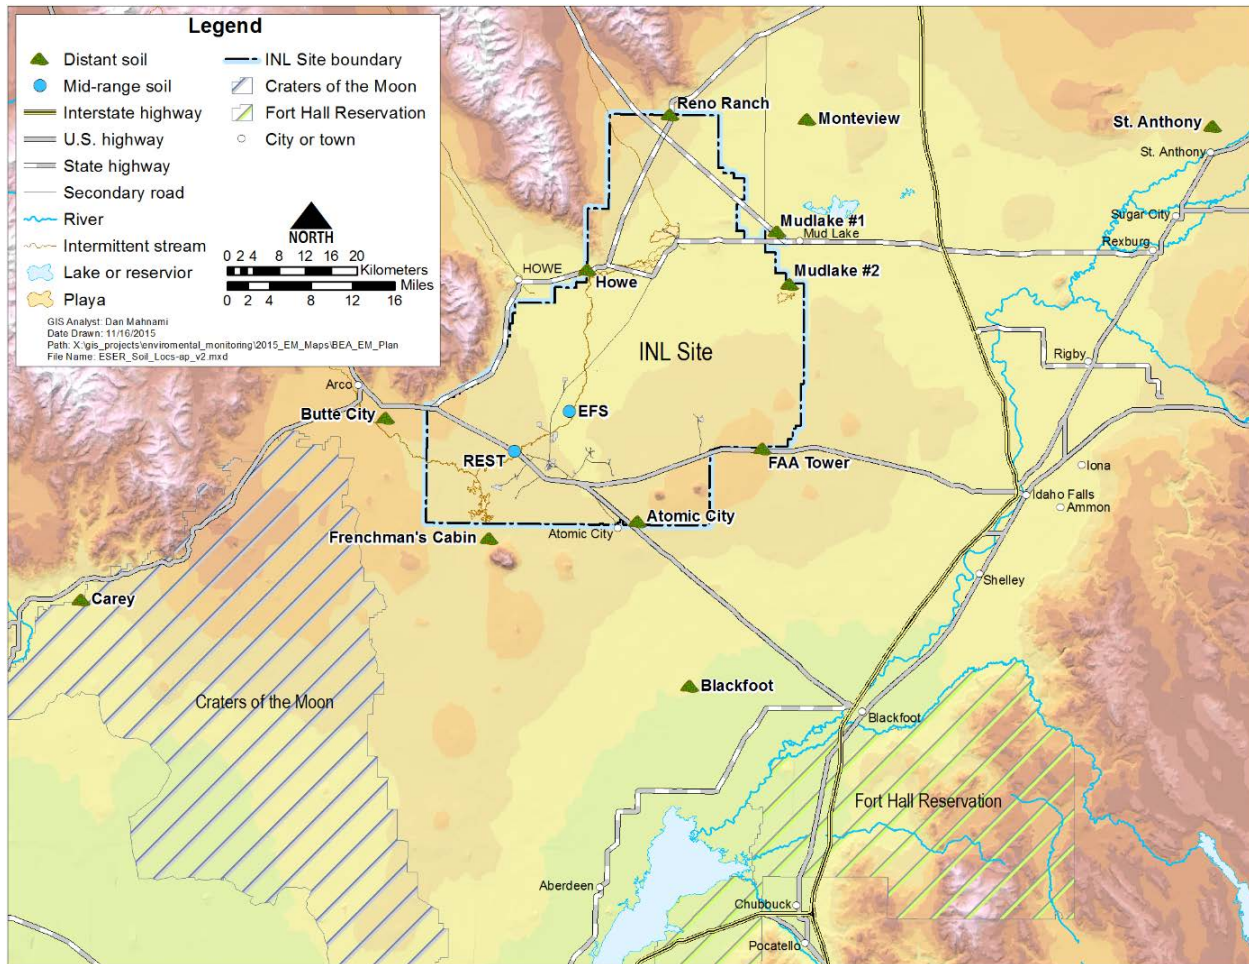 Legend
Distant soil
Mid-range soil
Interstate highway
U.S. highway
State highway
Secondary road
River
Intermittent stream
Lake or reservior
Playa
INL Site boundary
Craters of the Moon
Fort Hall Reservation
City or town
NORTH
0 2 4 8 12 16 20
Kilometers
Miles
0 2 4 8 12 16
GIS Analyst: Dan Mahnami
Date Drawn: 11/16/2015
Path: X:\gis_projects\enviromental_monitoring\2015_EM_Maps\BEA_EM_Plan
File Name: ESER_Soil_Locs-ap_v2.mxd
Reno Ranch
Monteview
St. Anthony
St. Anthony
Sugar City
Mudlake #1
Mud Lake
Rexburg
HOWE
Howe
Mudlake #2
INL Site
Rigby
Arco
Butte City
EFS
REST
FAA Tower
Iona
Idaho Falls
Ammon
Atomic City
Atomic City
Frenchman's Cabin
Shelley
Carey
Blackfoot
Craters of the Moon
Blackfoot
Fort Hall Reservation
Aberdeen
Chubbuck
Pocatello